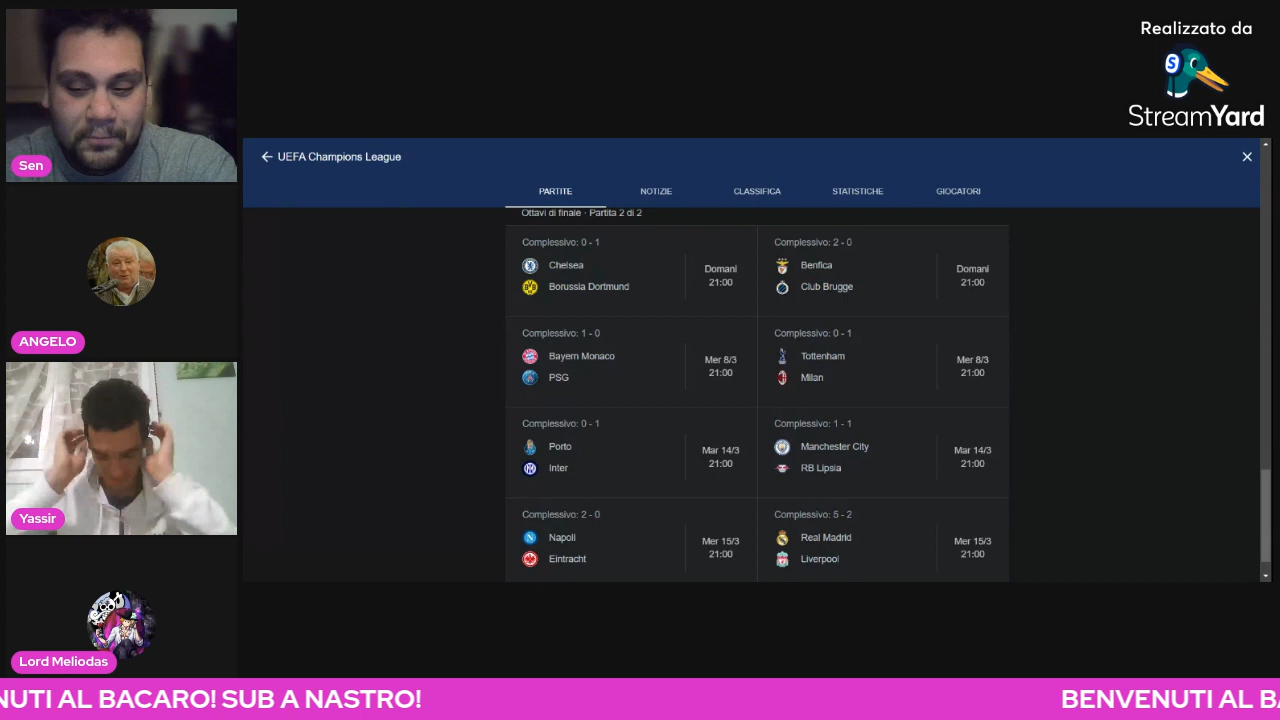 Realizzato da
StreamYard
Sen
ANGELO
Yassir
Lord Meliodas
UEFA Champions League
PARTITE
NOTIZIE
CLASSIFICA
STATISTICHE
GIOCATORI
Ottavi di finale · Partita 2 di 2
Complessivo: 0 - 1
Chelsea
Borussia Dortmund
Domani
21:00
Complessivo: 2 - 0
Benfica
Club Brugge
Domani
21:00
Complessivo: 1 - 0
Bayern Monaco
PSG
Mer 8/3
21:00
Complessivo: 0 - 1
Tottenham
Milan
Mer 8/3
21:00
Complessivo: 0 - 1
Porto
Inter
Mar 14/3
21:00
Complessivo: 1 - 1
Manchester City
RB Lipsia
Mar 14/3
21:00
Complessivo: 2 - 0
Napoli
Eintracht
Mer 15/3
21:00
Complessivo: 5 - 2
Real Madrid
Liverpool
Mer 15/3
21:00
NUTI AL BACARO! SUB A NASTRO! BENVENUTI AL BA